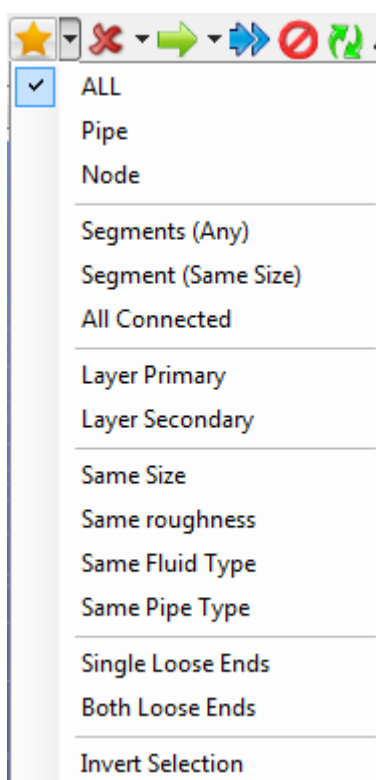 ALL
Pipe
Node
Segments (Any)
Segment (Same Size)
All Connected
Layer Primary
Layer Secondary
Same Size
Same roughness
Same Fluid Type
Same Pipe Type
Single Loose Ends
Both Loose Ends
Invert Selection